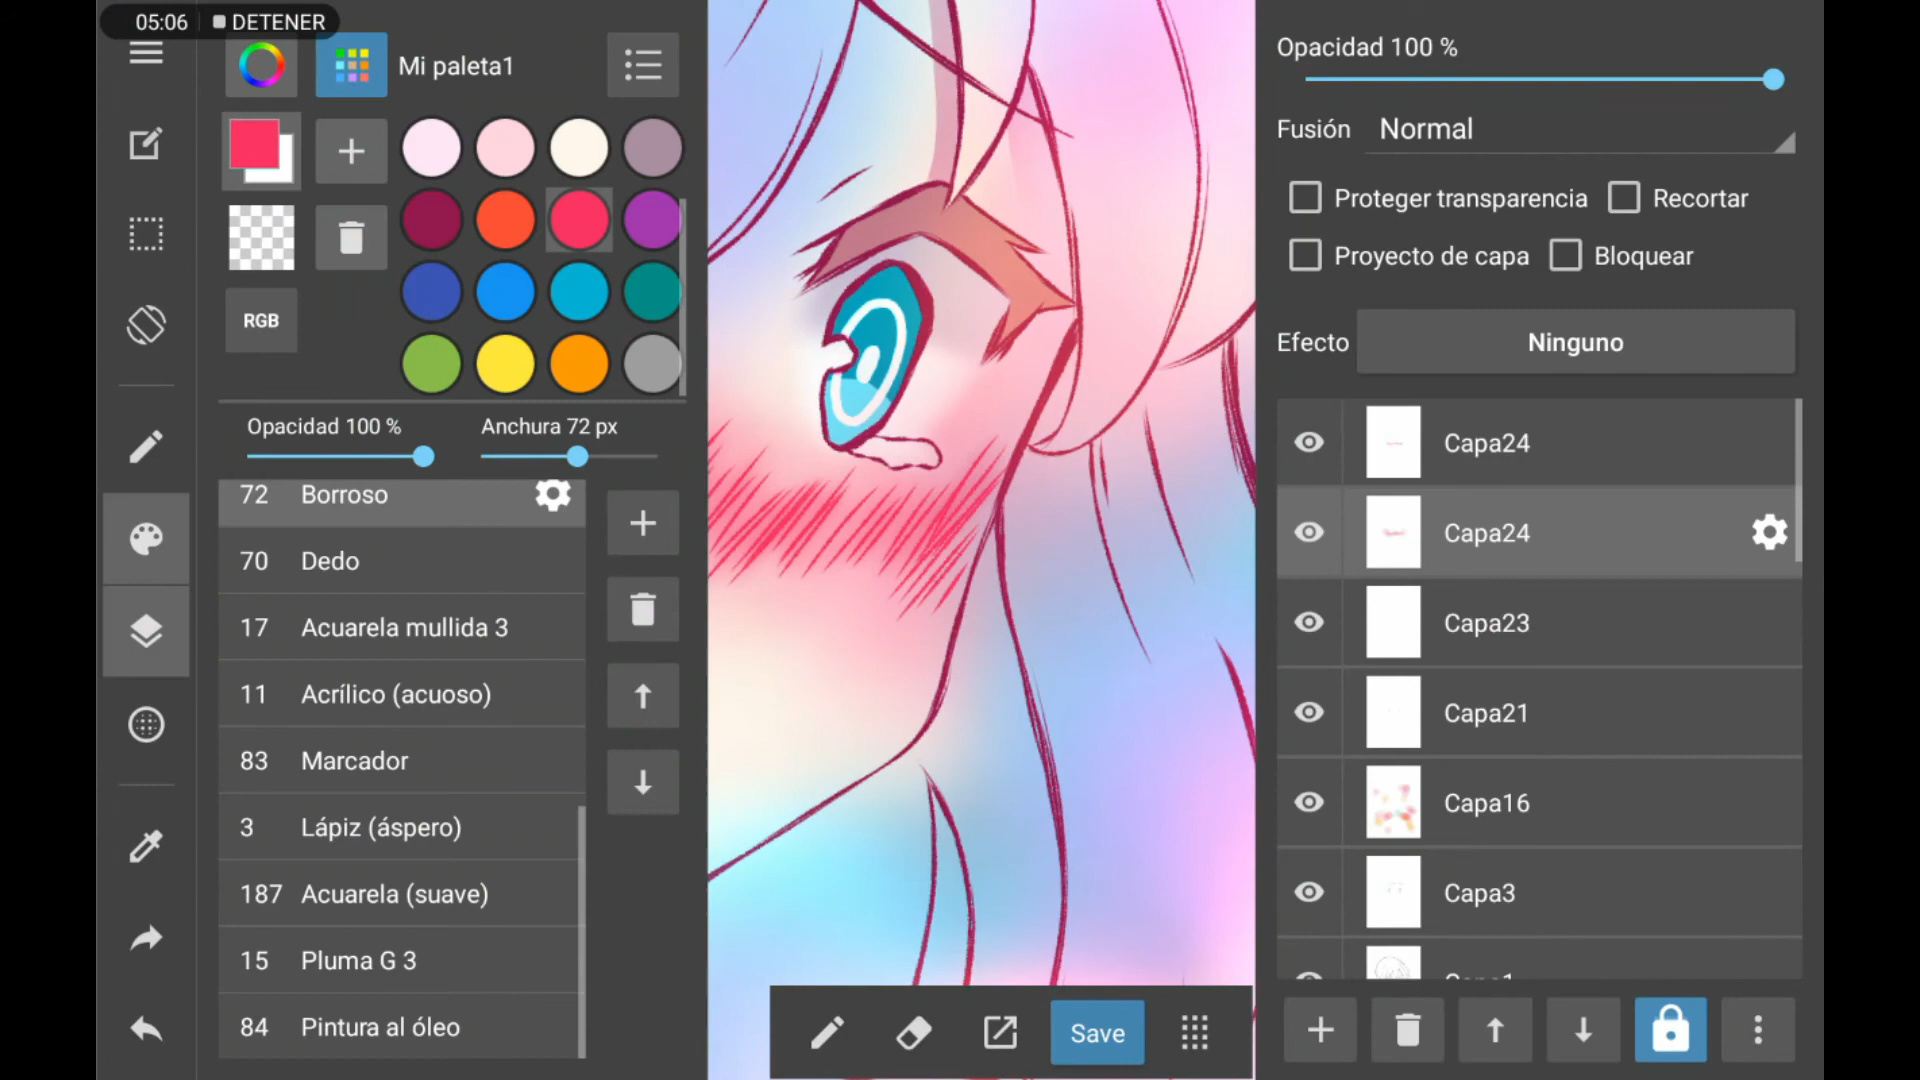 05:06 DETENER
Mi paleta1
RGB
Opacidad 100 %
Anchura 72 px
72 Borroso
70 Dedo
17 Acuarela mullida 3
11 Acrílico (acuoso)
83 Marcador
3 Lápiz (áspero)
187 Acuarela (suave)
15 Pluma G 3
84 Pintura al óleo
Save
Opacidad 100 %
Fusión Normal
Proteger transparencia Recortar
Proyecto de capa Bloquear
Efecto Ninguno
Capa24
Capa24
Capa23
Capa21
Capa16
Capa3
Capa1